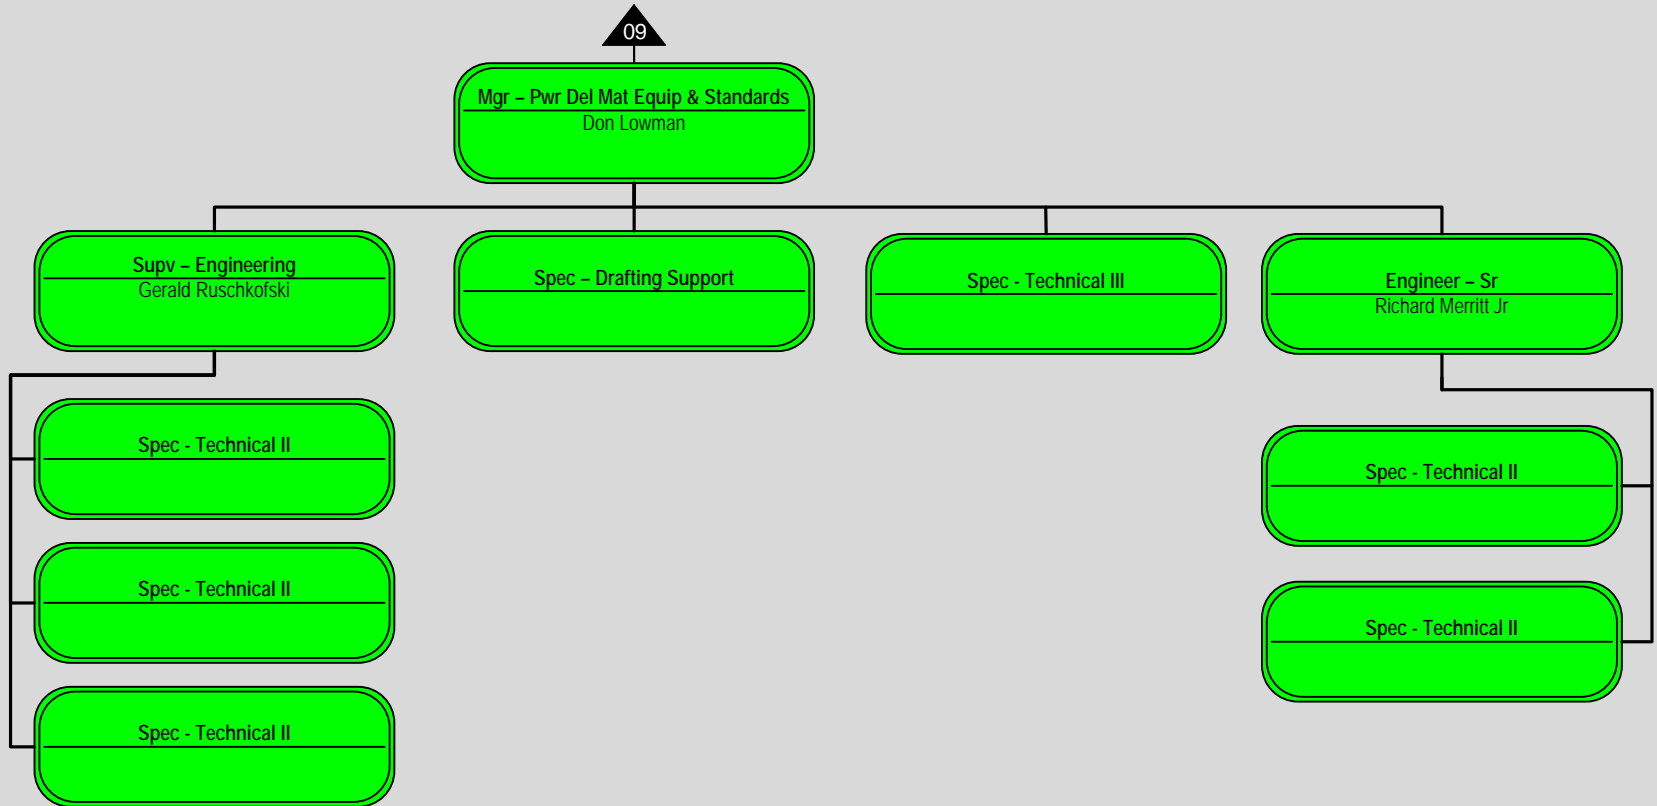 09
Mgr – Pwr Del Mat Equip & Standards
Don Lowman
Supv – Engineering
Gerald Ruschkofski
Spec – Drafting Support
Spec - Technical III
Engineer – Sr
Richard Merritt Jr
Spec - Technical II
Spec - Technical II
Spec - Technical II
Spec - Technical II
Spec - Technical II